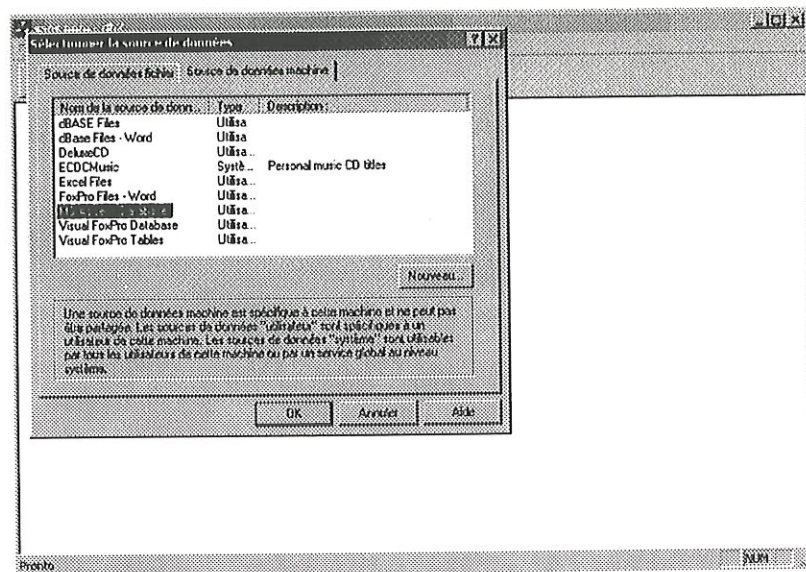 Sélectionner la source de données
Source de données fichier Source de données machine
Nom de la source de donn... Type Description :
dBASE Files Utilisa
dBase Files - Word Utilisa
DeluxeCD Utilisa...
ECDCMusic Systè... Personal music CD titles
Excel Files Utilisa...
FoxPro Files - Word Utilisa...
Utilisa...
Visual FoxPro Database Utilisa...
Visual FoxPro Tables Utilisa...
Nouveau...
Une source de données machine est spécifique à cette machine et ne peut pas
être partagée. Les sources de données "utilisateur" sont spécifiques à un
utilisateur de cette machine. Les sources de données "système" sont utilisables
par tous les utilisateurs de cette machine ou par un service global au niveau
système.
OK Annuler Aide
Pronto NUM